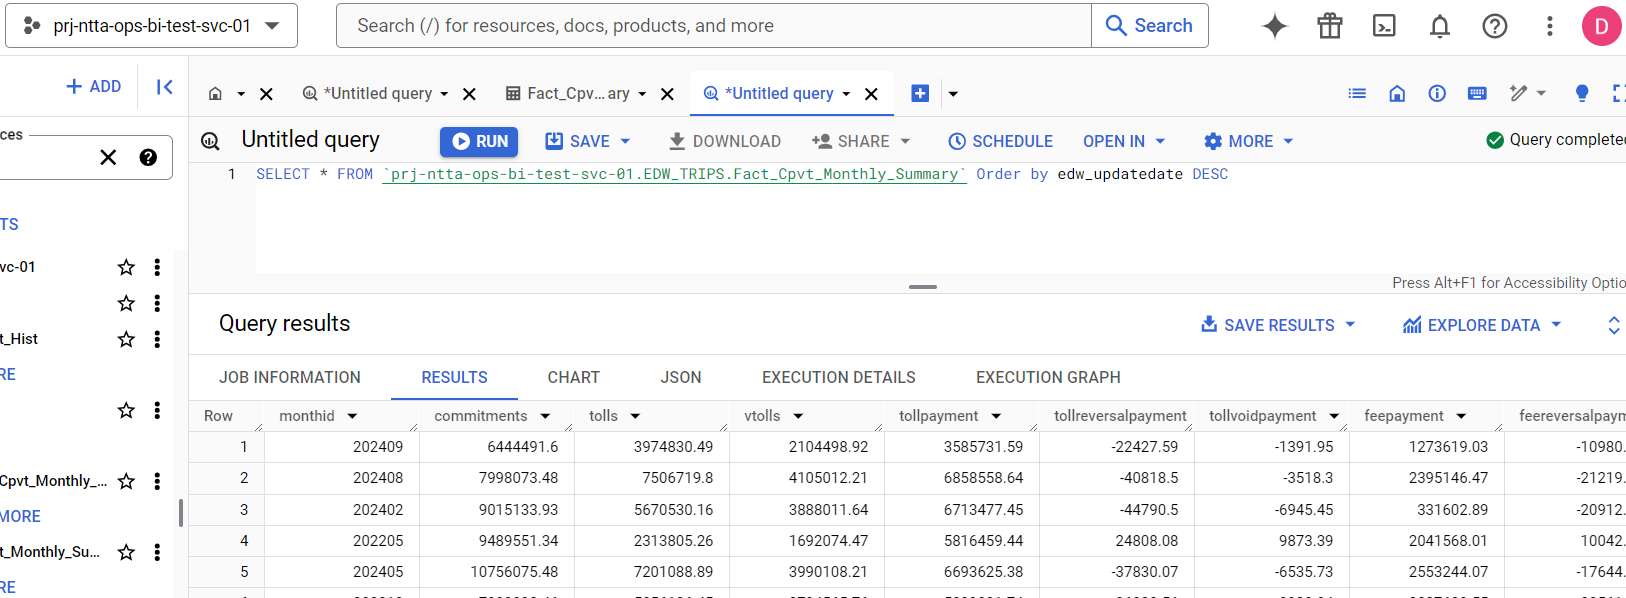 prj-ntta-ops-bi-test-svc-01
Search (/) for resources, docs, products, and more
Search
D
ADD
*Untitled query
Fact_Cpv...ary
*Untitled query
ces
Untitled query
RUN
SAVE
DOWNLOAD
SHARE
SCHEDULE
OPEN IN
MORE
Query completed
1 SELECT * FROM `prj-ntta-ops-bi-test-svc-01.EDW_TRIPS.Fact_Cpvt_Monthly_Summary` Order by edw_updatedate DESC
TS
vc-01
t_Hist
RE
Cpvt_Monthly_...
MORE
t_Monthly_Su...
RE
Press Alt+F1 for Accessibility Optio
Query results
SAVE RESULTS
EXPLORE DATA
JOB INFORMATION RESULTS CHART JSON EXECUTION DETAILS EXECUTION GRAPH
Row monthid commitments tolls vtolls tollpayment tollreversalpayment tollvoidpayment feepayment feereversalpaym
1 202409 6444491.6 3974830.49 2104498.92 3585731.59 -22427.59 -1391.95 1273619.03 -10980.
2 202408 7998073.48 7506719.8 4105012.21 6858558.64 -40818.5 -3518.3 2395146.47 -21219.
3 202402 9015133.93 5670530.16 3888011.64 6713477.45 -44790.5 -6945.45 331602.89 -20912.
4 202205 9489551.34 2313805.26 1692074.47 5816459.44 24808.08 9873.39 2041568.01 10042.
5 202405 10756075.48 7201088.89 3990108.21 6693625.38 -37830.07 -6535.73 2553244.07 -17644.